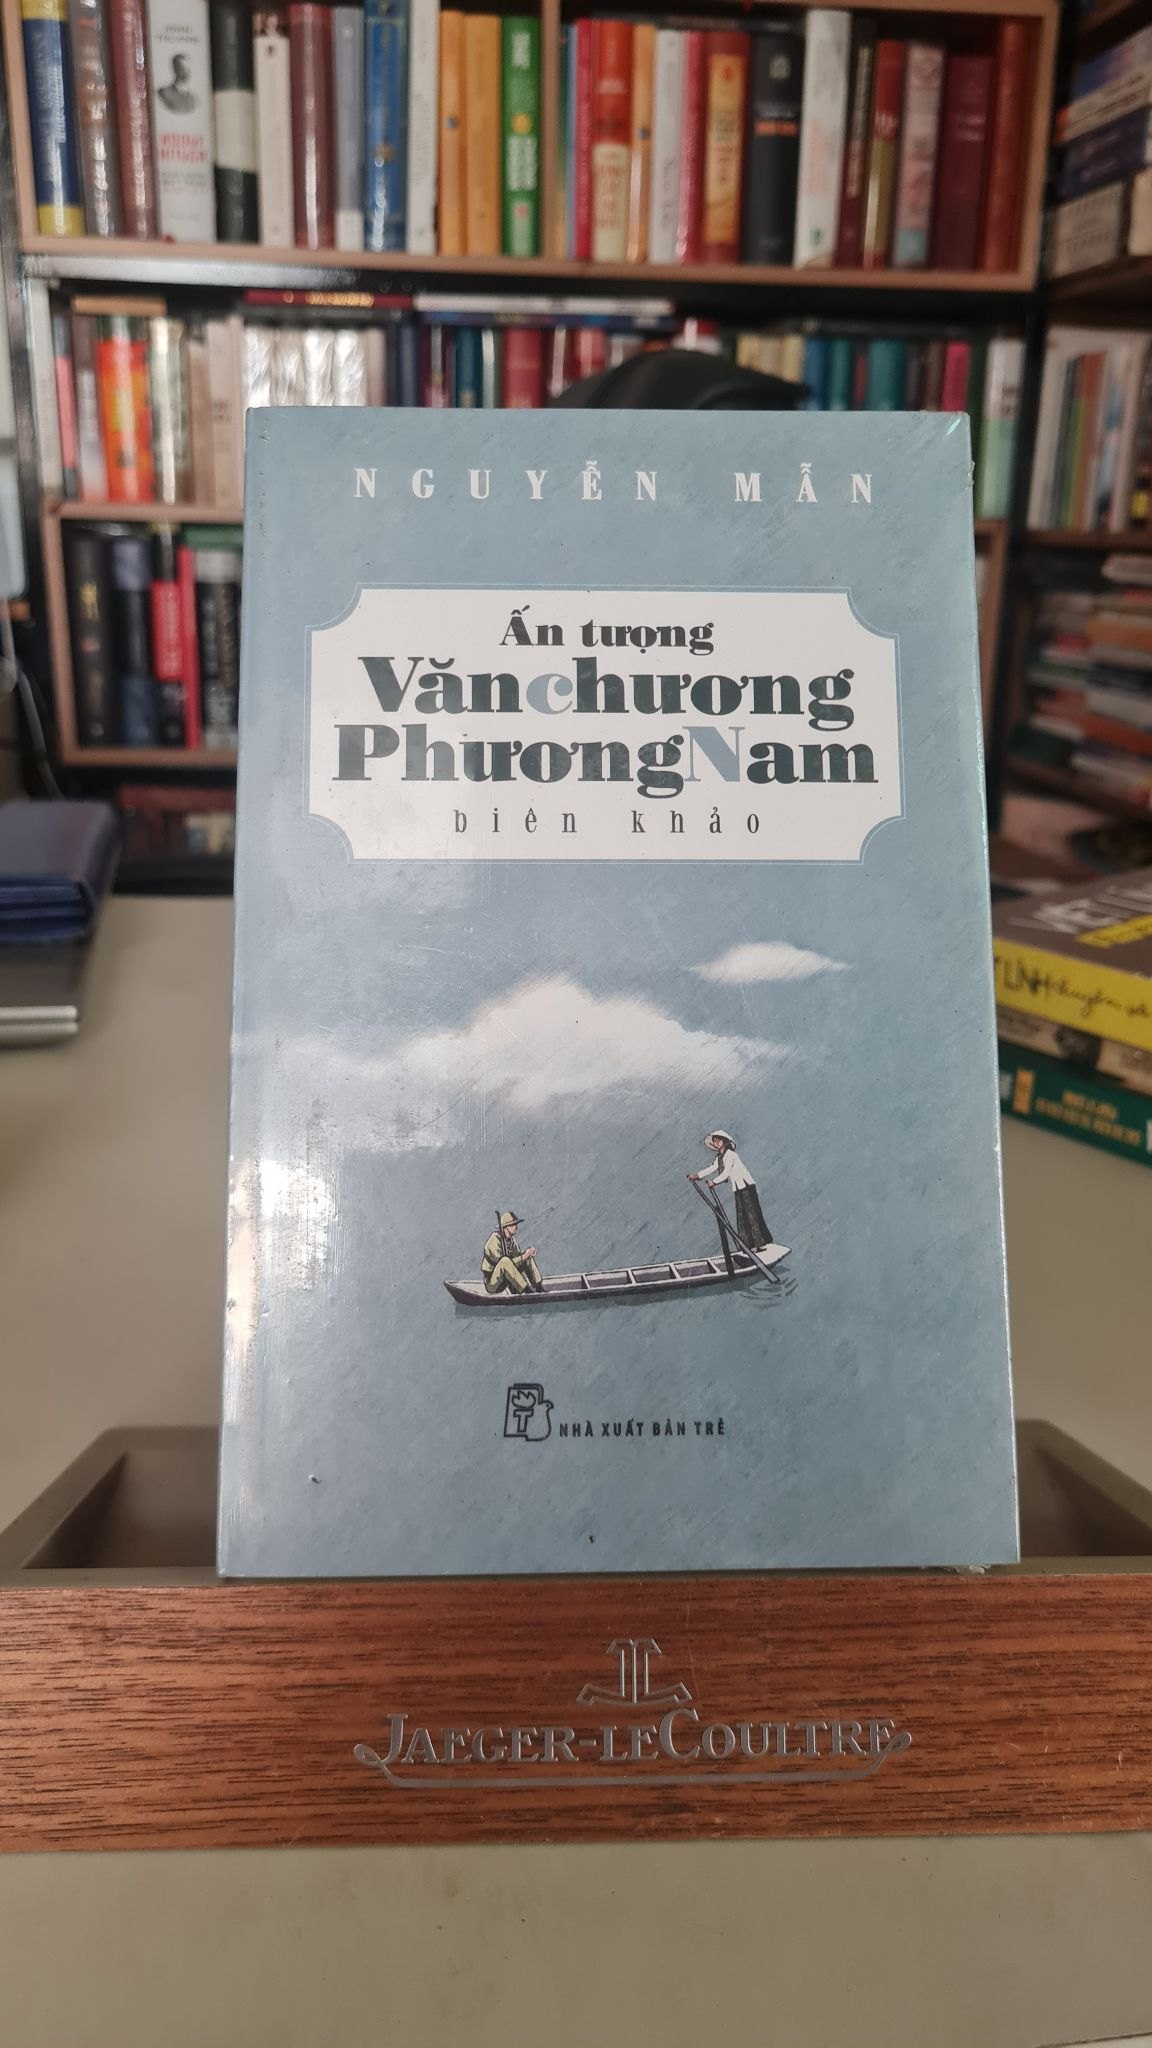 NGUYỄN MẪN
Ấn tượng
Văn chương
Phương Nam
biên khảo
T
NHÀ XUẤT BẢN TRẺ
JAEGER-LECOULTRE